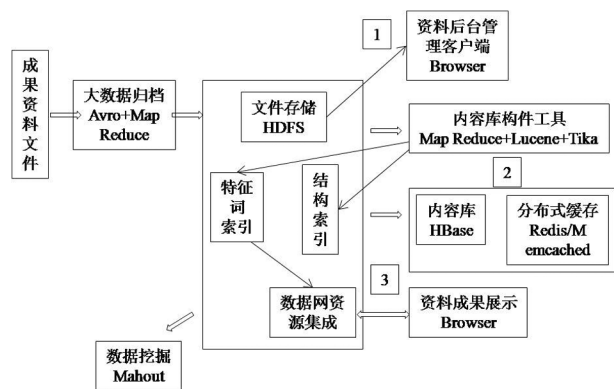 1
资料后台管
理客户端
Browser
成
果
资
料
文
件
大数据归档
Avro+Map
Reduce
文件存储
HDFS
内容库构件工具
Map Reduce+Lucene+Tika
特征
词
索引
结
构
索
引
2
内容库
HBase
分布式缓存
Redis/M
emcached
3
数据网资
源集成
资料成果展示
Browser
数据挖掘
Mahout